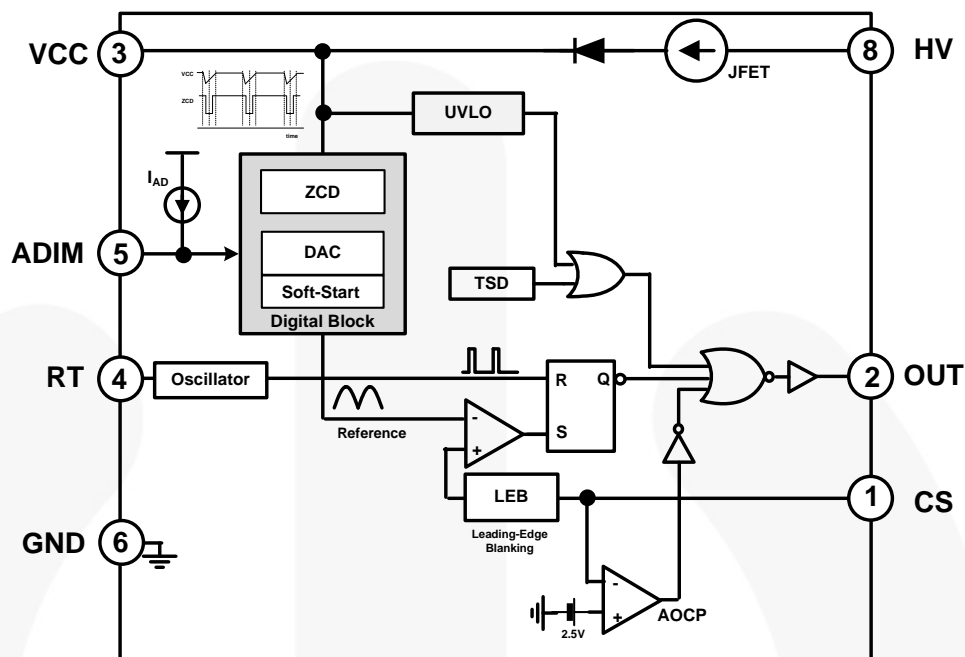 VCC 3
8 HV
JFET
VCC
ZCD
time
UVLO
I_AD
ZCD
ADIM 5
DAC
TSD
Soft-Start
Digital Block
RT 4
Oscillator
R Q
2 OUT
Reference
-
+
S
LEB
1 CS
Leading-Edge
Blanking
GND 6
-
+
AOCP
2.5V